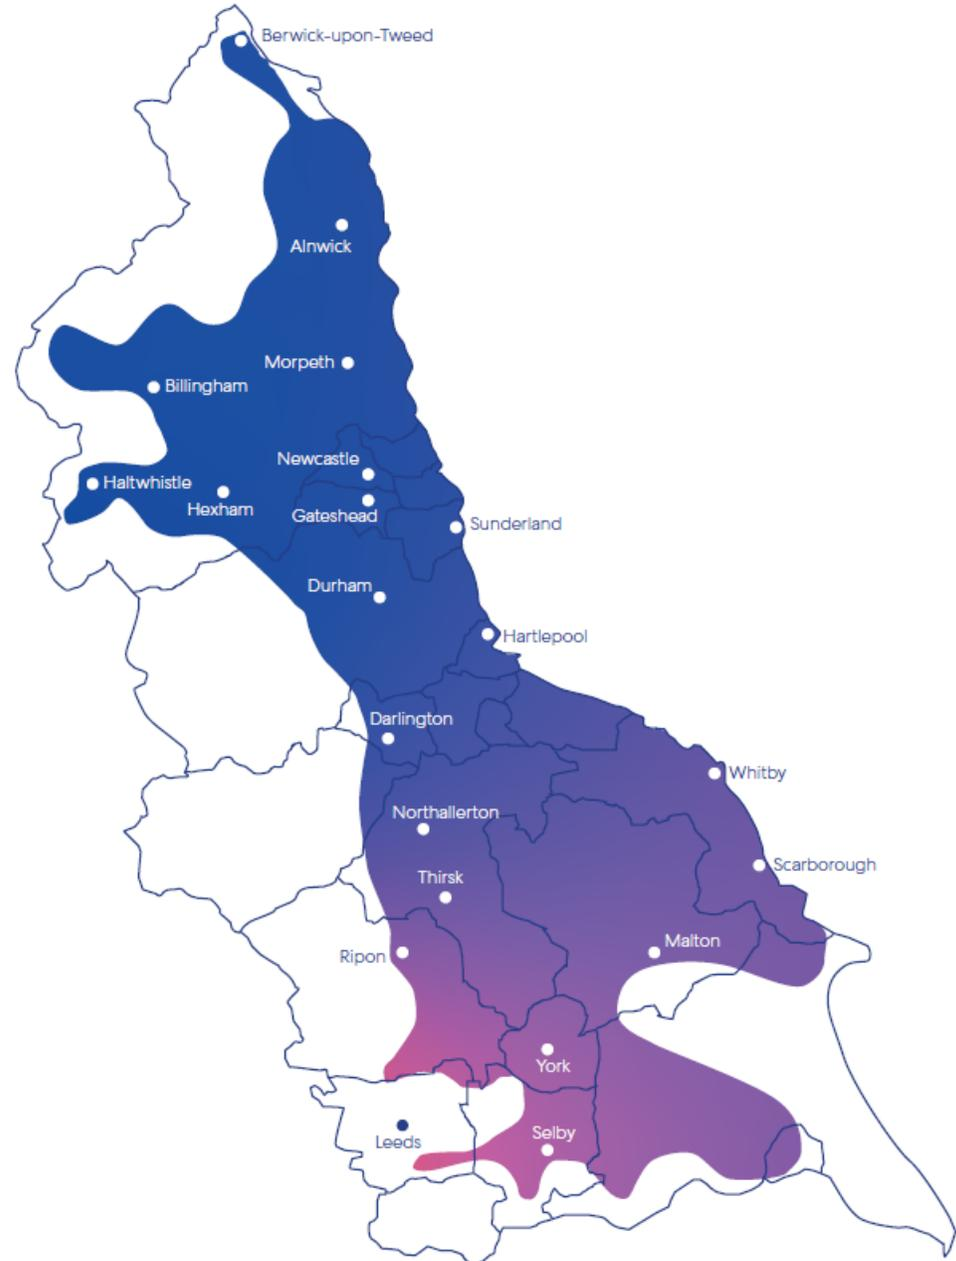 Berwick-upon-Tweed
Alnwick
Morpeth
Billingham
Newcastle
Haltwhistle
Hexham
Gateshead
Sunderland
Durham
Hartlepool
Darlington
Whitby
Northallerton
Scarborough
Thirsk
Malton
Ripon
York
Selby
Leeds